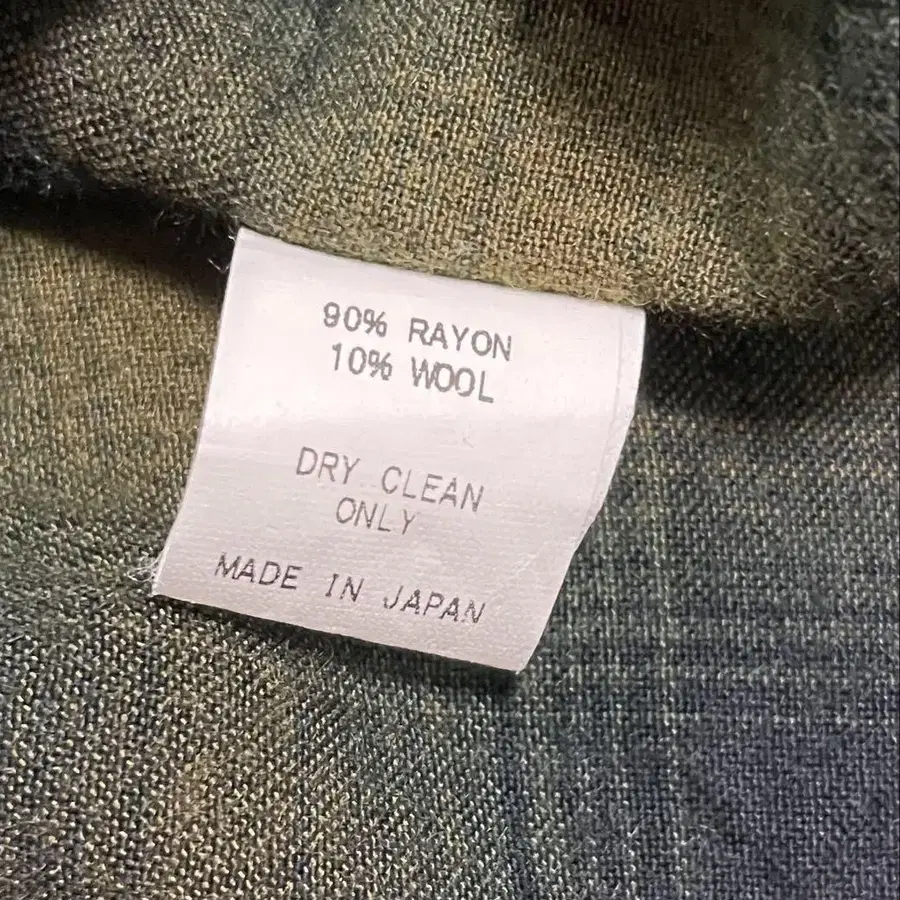 90% RAYON
10% WOOL
DRY CLEAN
ONLY
MADE IN JAPAN